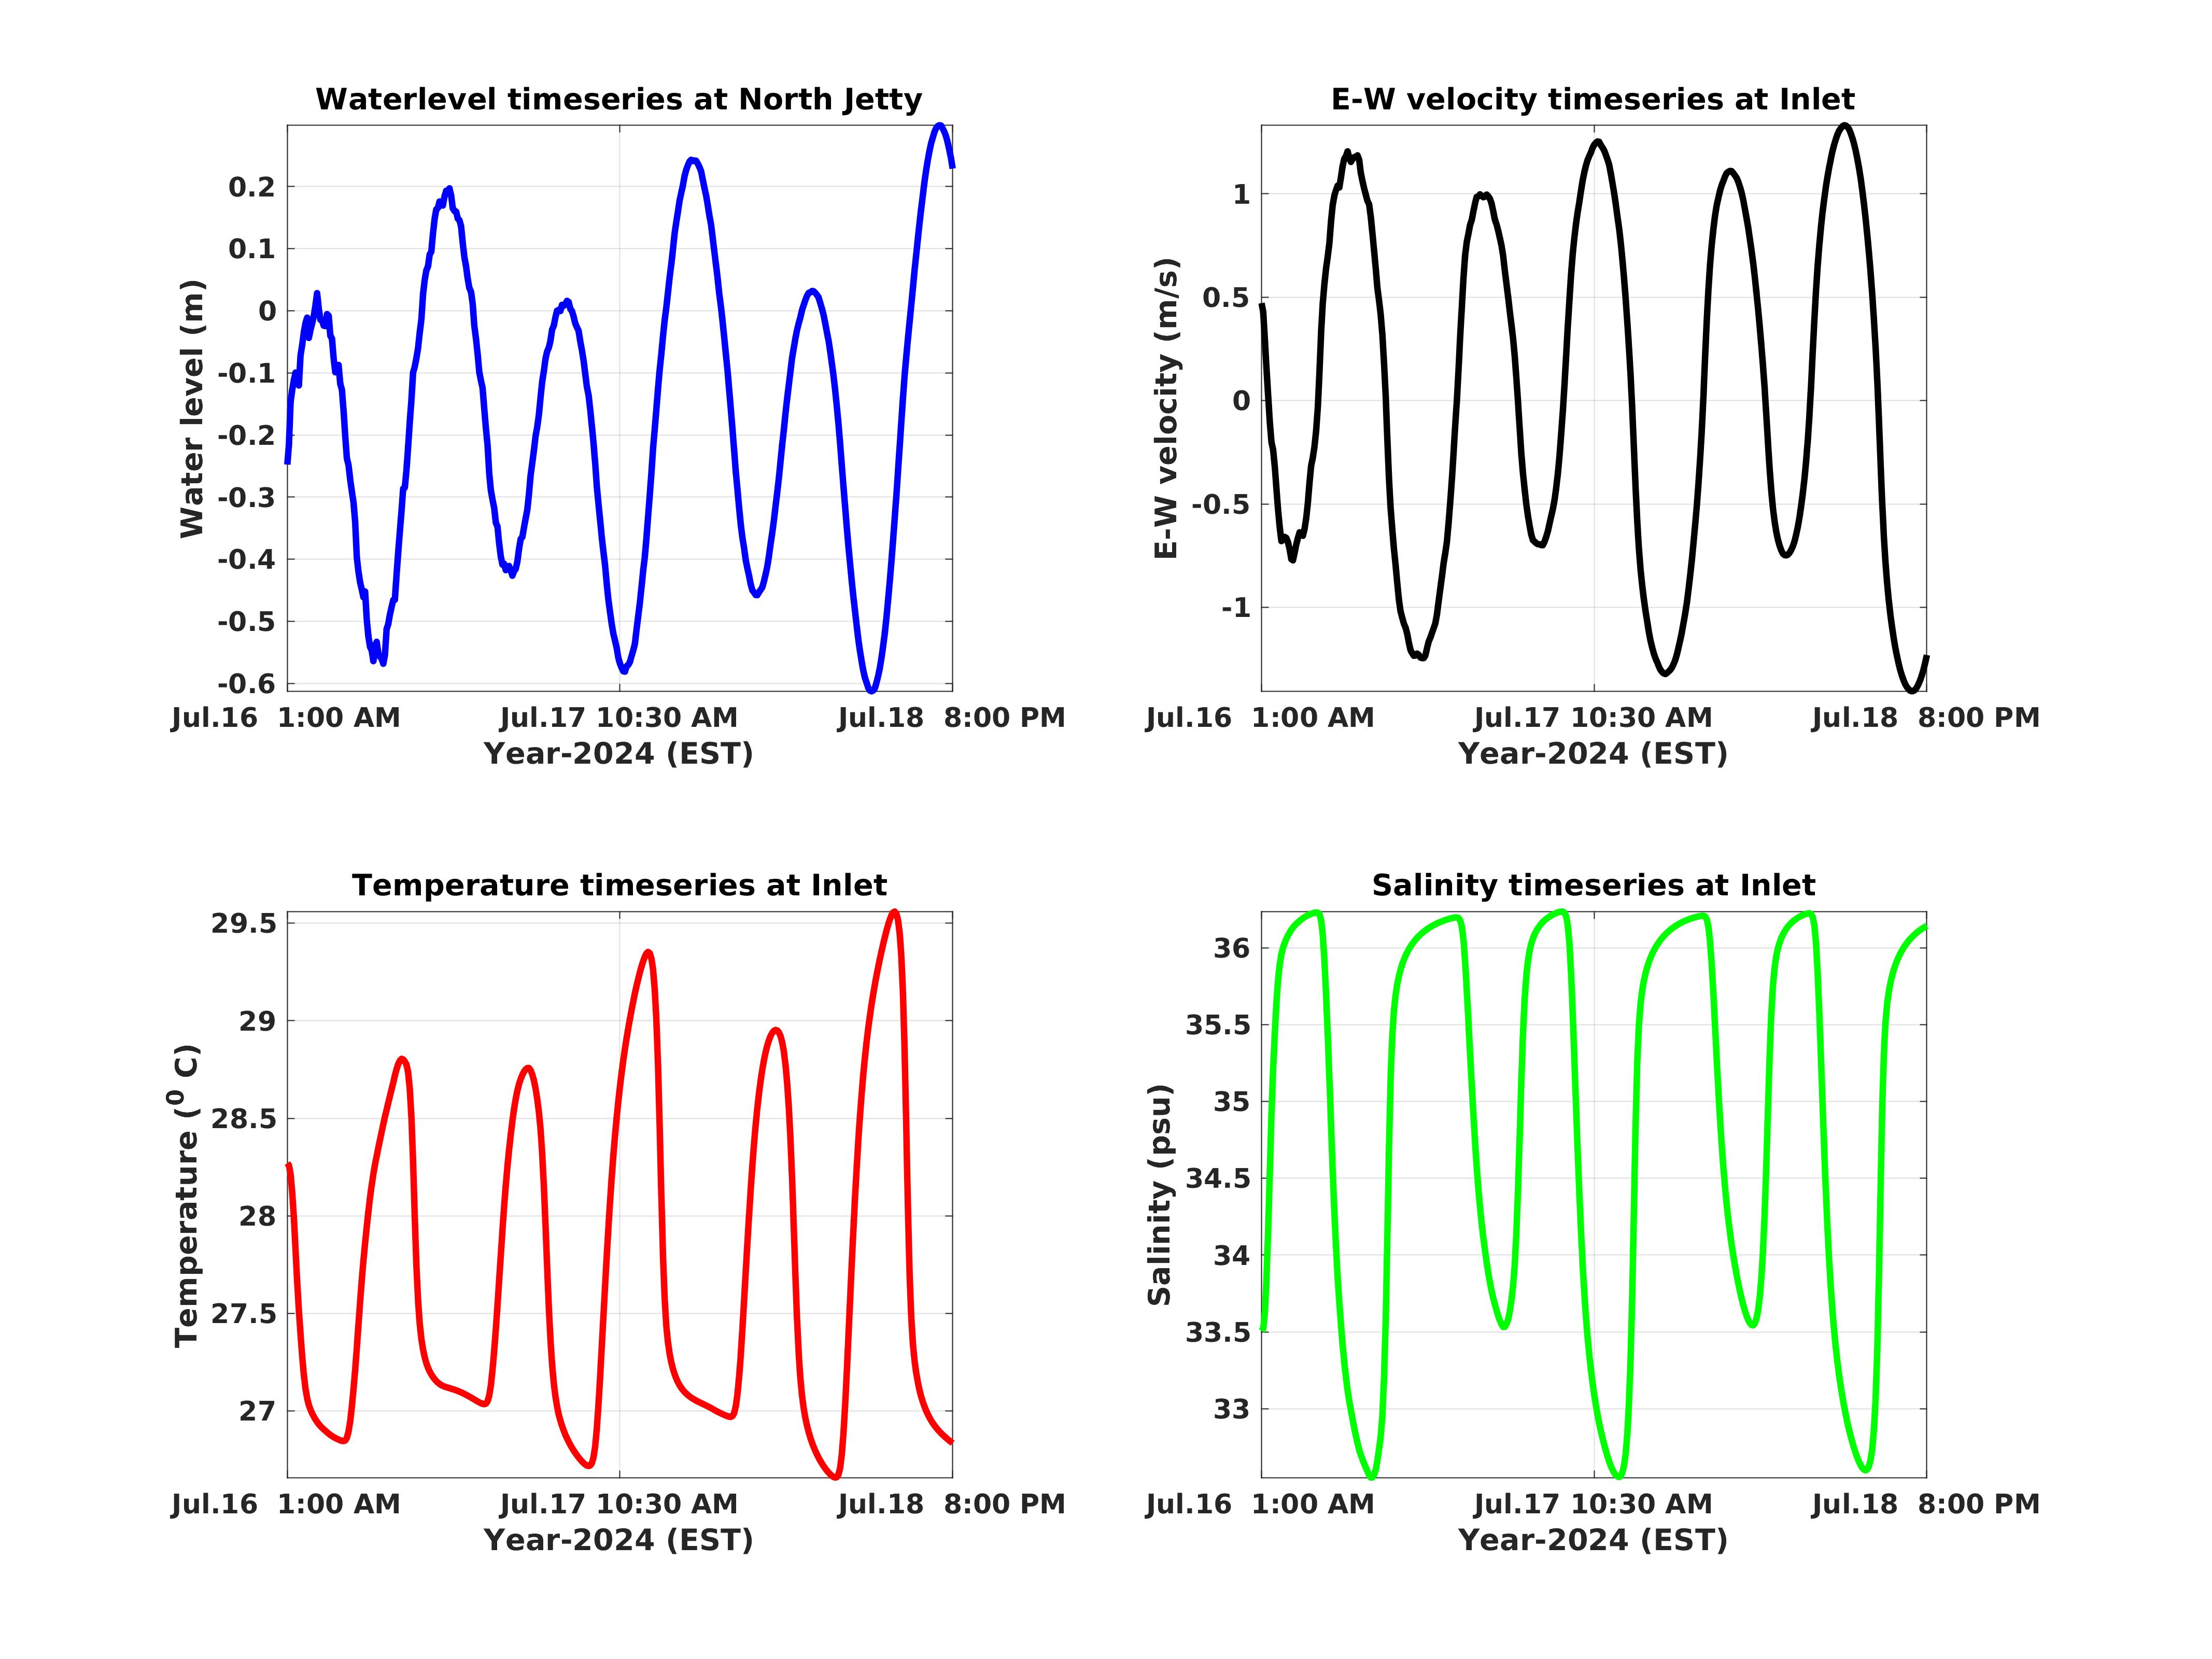 Waterlevel timeseries at North Jetty
0.2
0.1
0
-0.1
-0.2
-0.3
-0.4
-0.5
-0.6
Water level (m)
Jul.16 1:00 AM Jul.17 10:30 AM Jul.18 8:00 PM
Year-2024 (EST)
E-W velocity timeseries at Inlet
1
0.5
0
-0.5
-1
E-W velocity (m/s)
Jul.16 1:00 AM Jul.17 10:30 AM Jul.18 8:00 PM
Year-2024 (EST)
Temperature timeseries at Inlet
29.5
29
28.5
28
27.5
27
Temperature (⁰ C)
Jul.16 1:00 AM Jul.17 10:30 AM Jul.18 8:00 PM
Year-2024 (EST)
Salinity timeseries at Inlet
36
35.5
35
34.5
34
33.5
33
Salinity (psu)
Jul.16 1:00 AM Jul.17 10:30 AM Jul.18 8:00 PM
Year-2024 (EST)